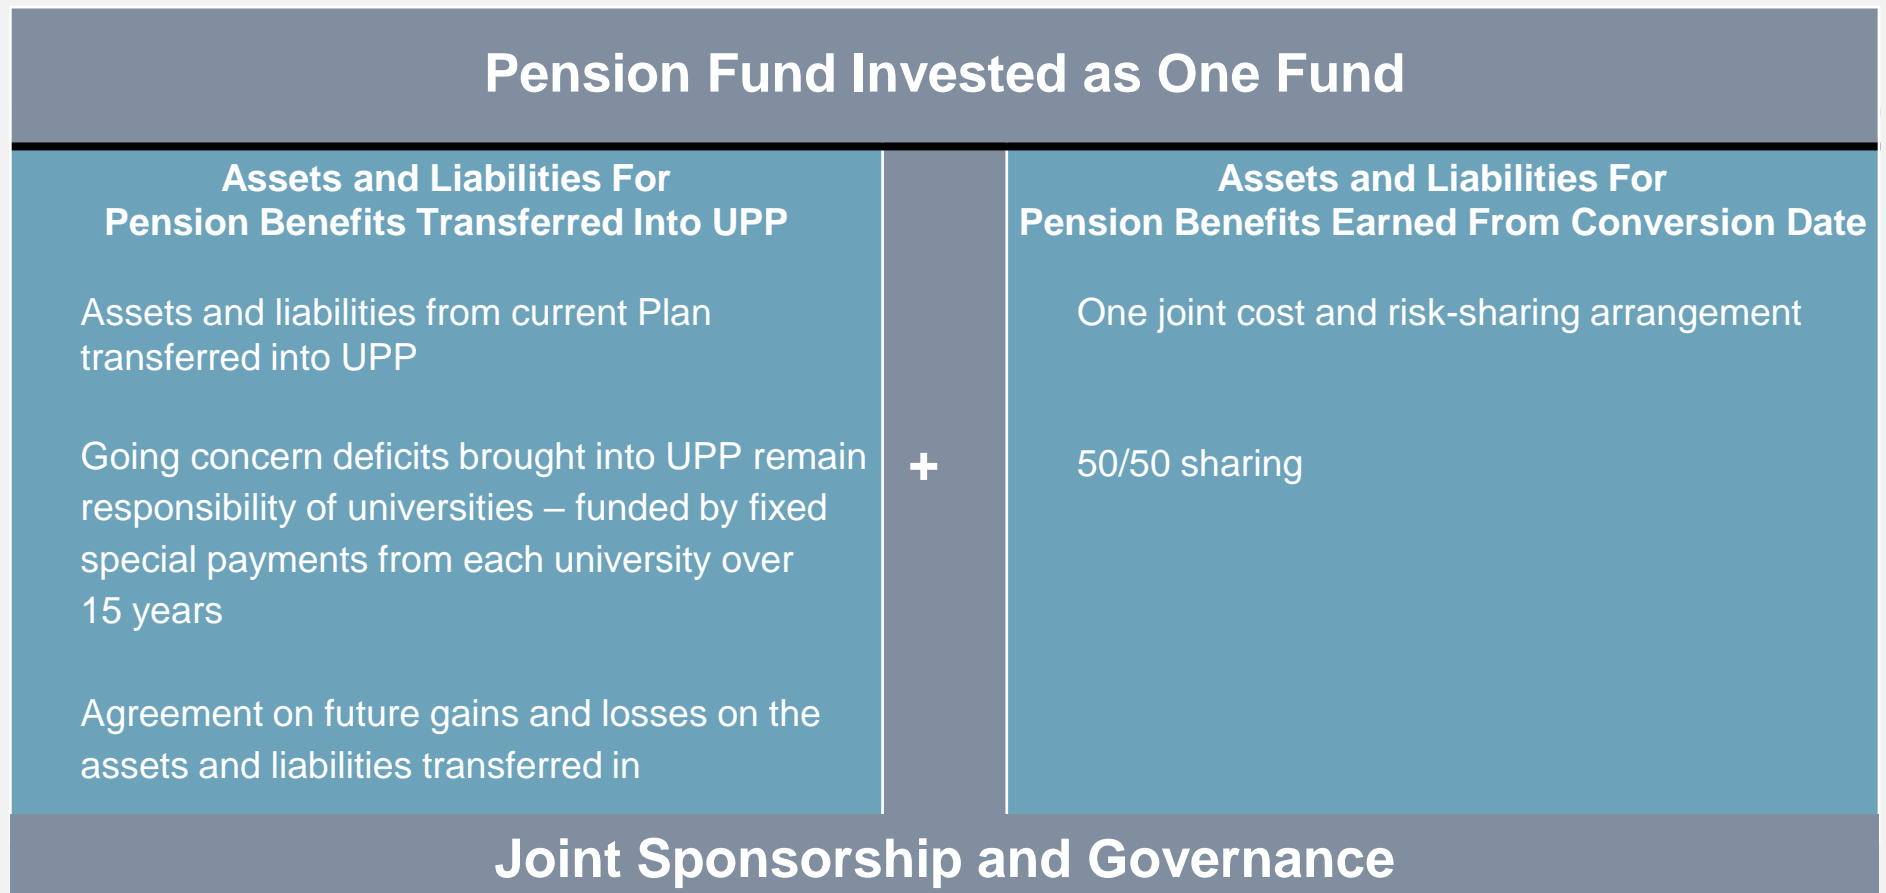 Pension Fund Invested as One Fund
Assets and Liabilities For
Pension Benefits Transferred Into UPP
Assets and liabilities from current Plan
transferred into UPP
Going concern deficits brought into UPP remain
responsibility of universities – funded by fixed
special payments from each university over
15 years
Agreement on future gains and losses on the
assets and liabilities transferred in
+
Assets and Liabilities For
Pension Benefits Earned From Conversion Date
One joint cost and risk-sharing arrangement
50/50 sharing
Joint Sponsorship and Governance